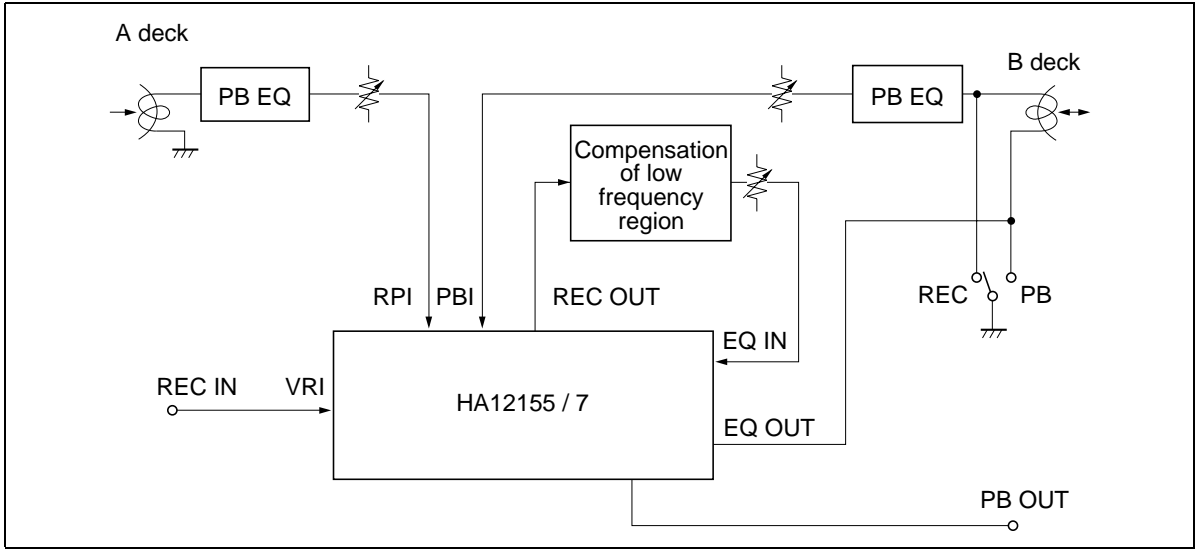 A deck
B deck
PB EQ
PB EQ
Compensation
of low
frequency
region
RPI
PBI
REC OUT
REC
PB
EQ IN
REC IN
VRI
HA12155 / 7
EQ OUT
PB OUT